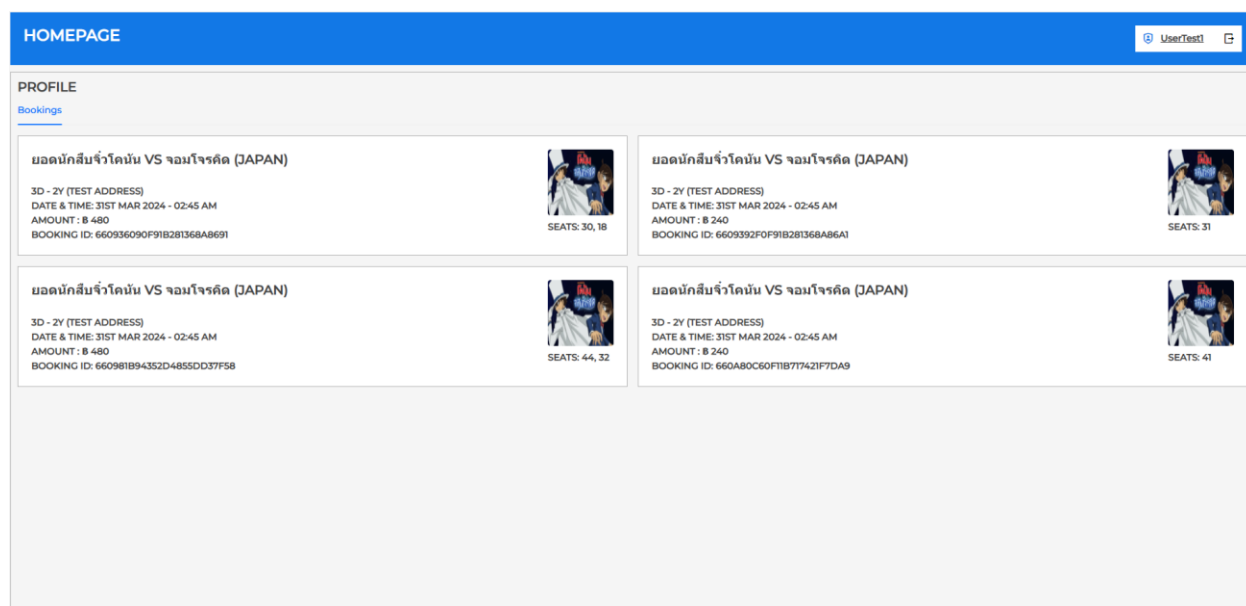 HOMEPAGE
UserTest1
PROFILE
Bookings
ยอดนักสืบจิ๋วโคนัน VS จอมโจรคิด (JAPAN)
3D - 2Y (TEST ADDRESS)
DATE & TIME: 31ST MAR 2024 - 02:45 AM
AMOUNT : ฿ 480
BOOKING ID: 660936090F91B281368A8691
SEATS: 30, 18
ยอดนักสืบจิ๋วโคนัน VS จอมโจรคิด (JAPAN)
3D - 2Y (TEST ADDRESS)
DATE & TIME: 31ST MAR 2024 - 02:45 AM
AMOUNT : ฿ 240
BOOKING ID: 6609392F0F91B281368A86A1
SEATS: 31
ยอดนักสืบจิ๋วโคนัน VS จอมโจรคิด (JAPAN)
3D - 2Y (TEST ADDRESS)
DATE & TIME: 31ST MAR 2024 - 02:45 AM
AMOUNT : ฿ 480
BOOKING ID: 660981B94352D4855DD37F58
SEATS: 44, 32
ยอดนักสืบจิ๋วโคนัน VS จอมโจรคิด (JAPAN)
3D - 2Y (TEST ADDRESS)
DATE & TIME: 31ST MAR 2024 - 02:45 AM
AMOUNT : ฿ 240
BOOKING ID: 660A80C60F11B717421F7DA9
SEATS: 41